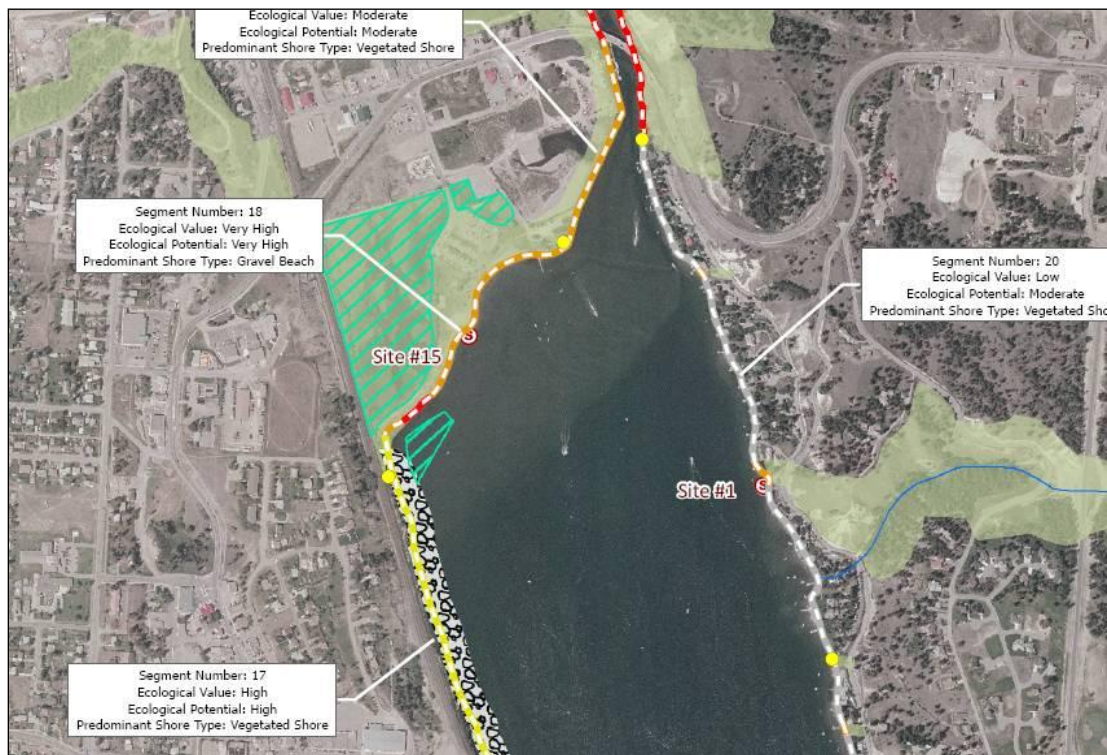 Ecological Value: Moderate
Ecological Potential: Moderate
Predominant Shore Type: Vegetated Shore
Segment Number: 18
Ecological Value: Very High
Ecological Potential: Very High
Predominant Shore Type: Gravel Beach
Segment Number: 20
Ecological Value: Low
Ecological Potential: Moderate
Predominant Shore Type: Vegetated Sho
S
Site #15
Site #1
S
Segment Number: 17
Ecological Value: High
Ecological Potential: High
Predominant Shore Type: Vegetated Shore